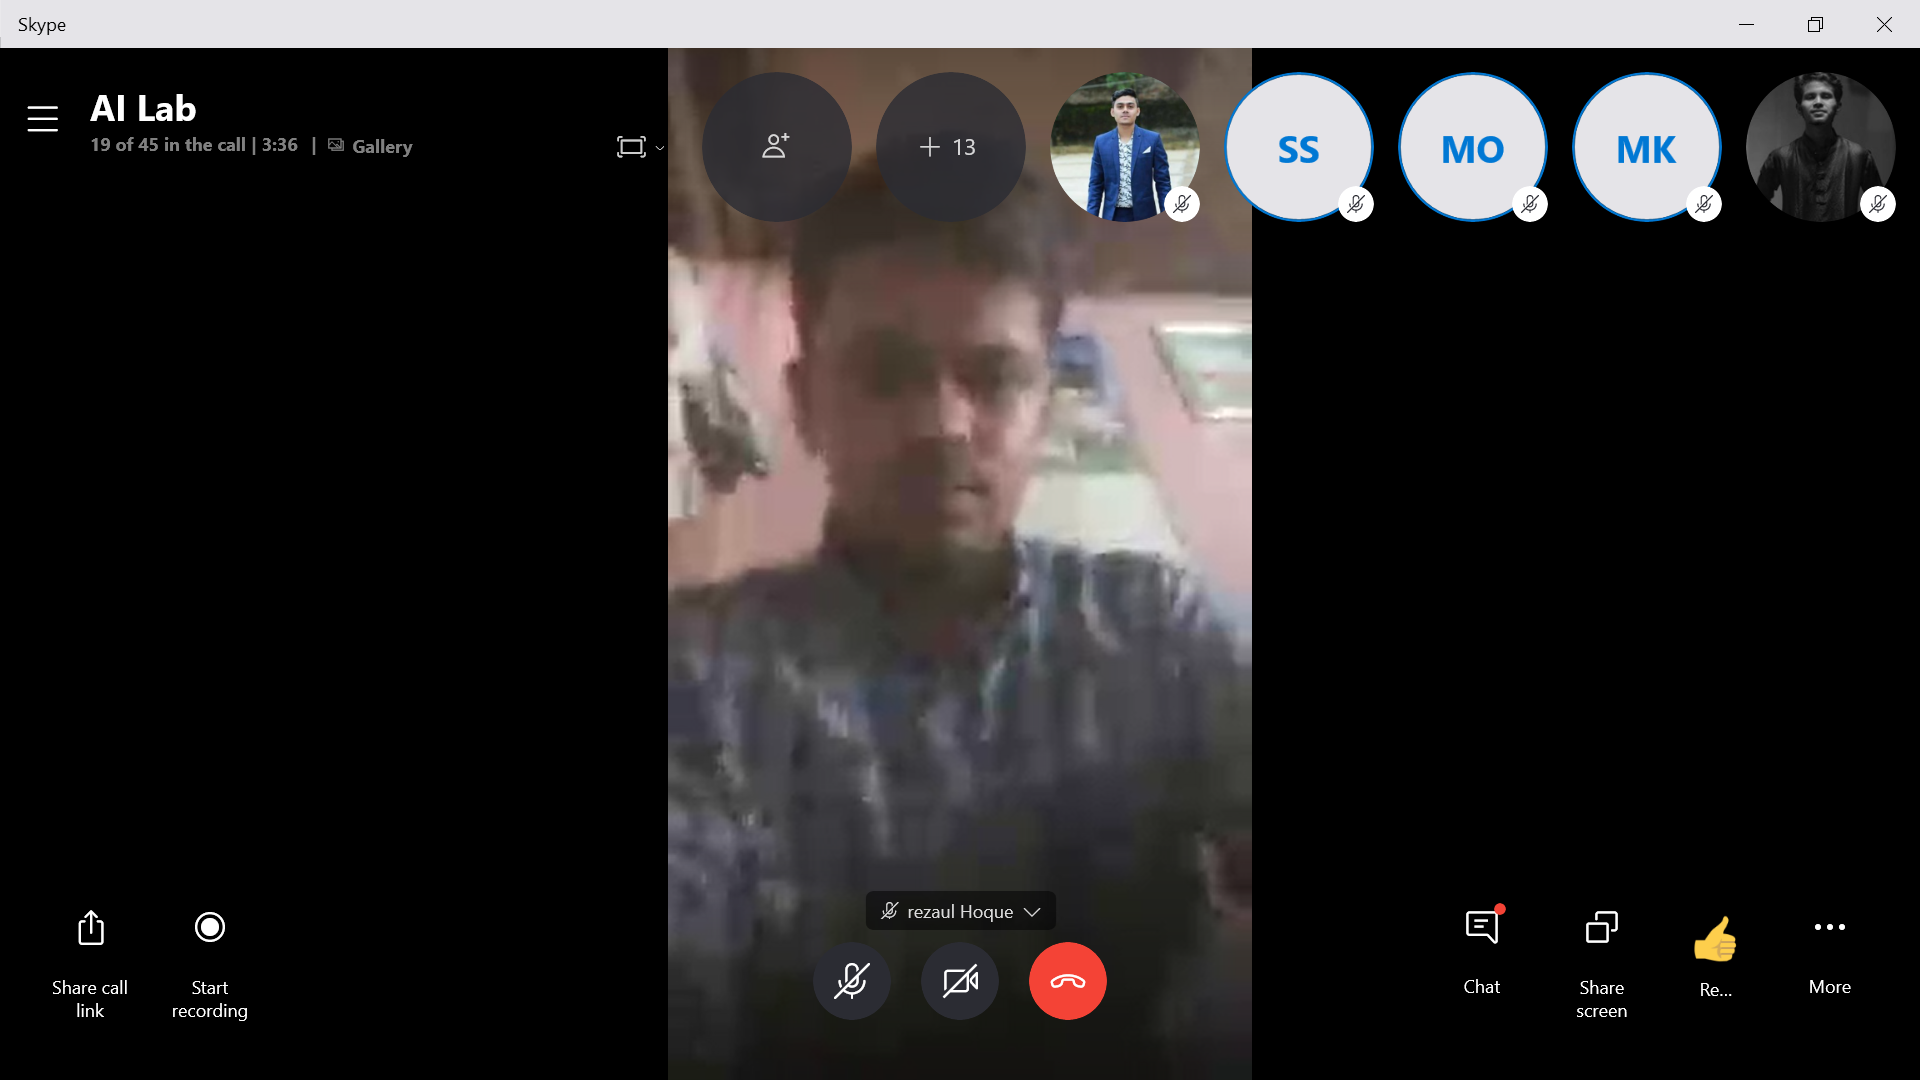 Skype
AI Lab
19 of 45 in the call | 3:36 | Gallery
+ 13
SS
MO
MK
rezaul Hoque
Share call
link
Start
recording
Chat
Share
screen
Re...
More